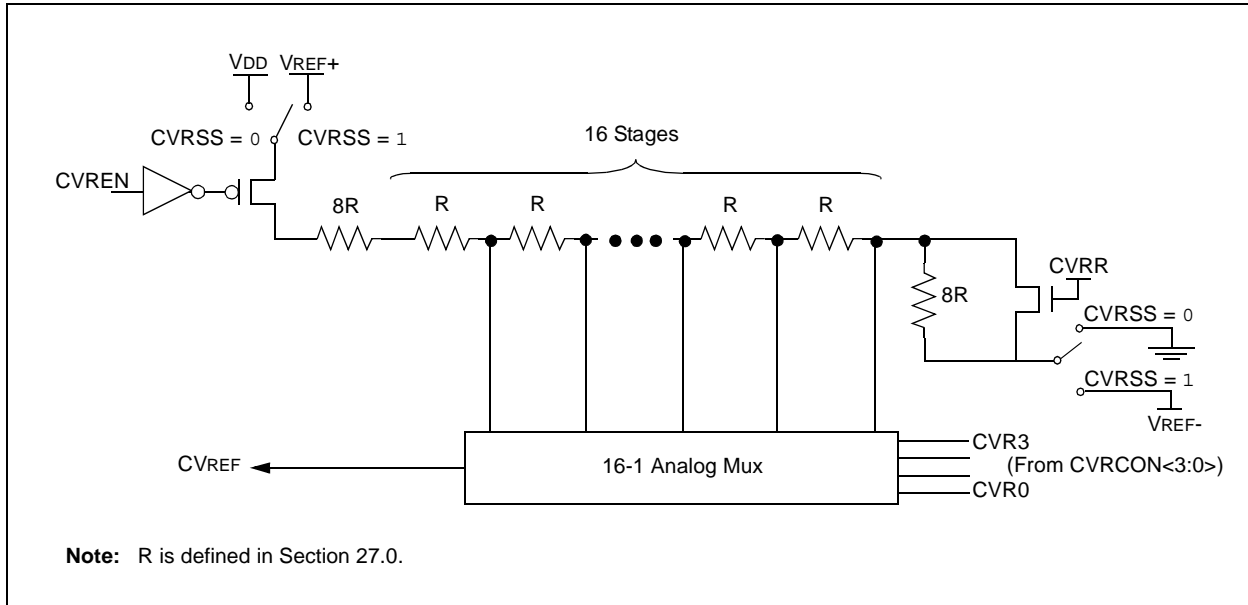 VDD VREF+
CVRSS = 0 CVRSS = 1
16 Stages
CVREN
8R R R R R
CVRR
8R
CVRSS = 0
CVRSS = 1
VREF-
CVREF
16-1 Analog Mux
CVR3
(From CVRCON<3:0>)
CVR0
Note: R is defined in Section 27.0.